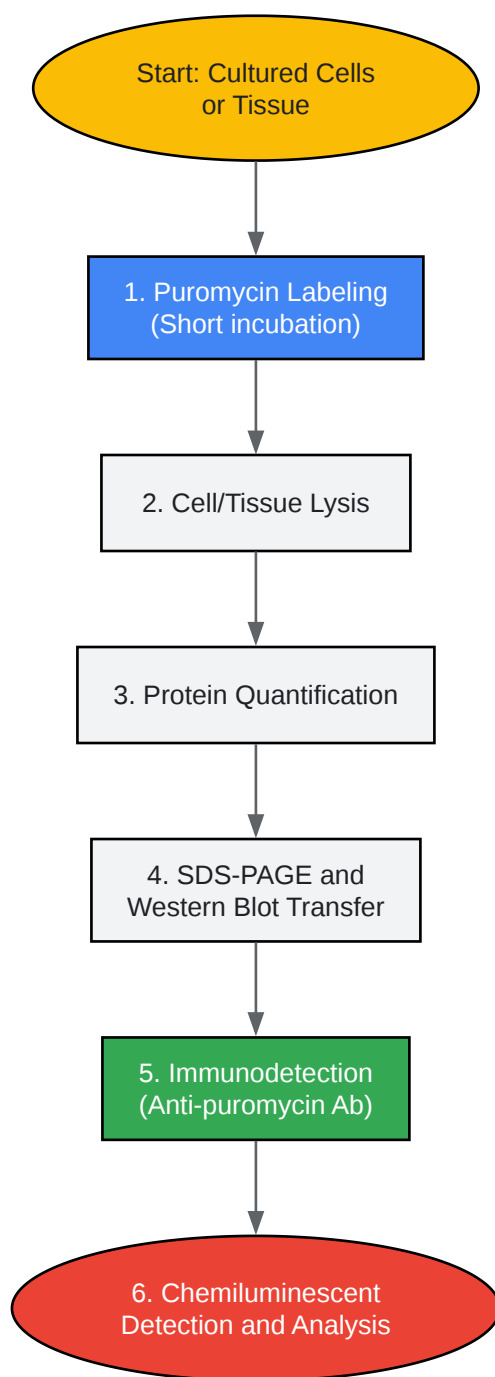 Start: Cultured Cells
or Tissue
1. Puromycin Labeling
(Short incubation)
2. Cell/Tissue Lysis
3. Protein Quantification
4. SDS-PAGE and
Western Blot Transfer
5. Immunodetection
(Anti-puromycin Ab)
6. Chemiluminescent
Detection and Analysis